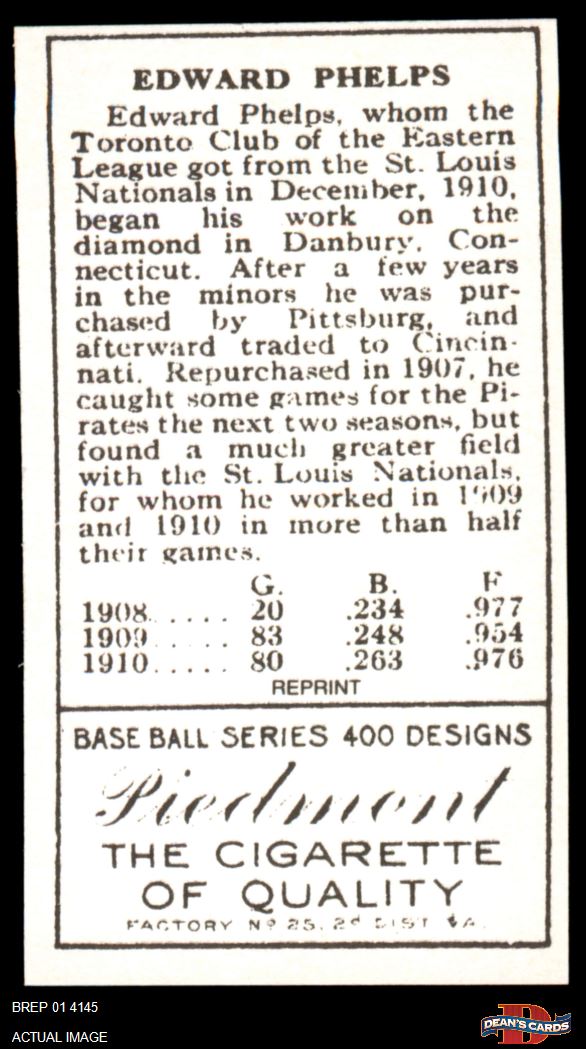 EDWARD PHELPS
Edward Phelps, whom the
Toronto Club of the Eastern
League got from the St. Louis
Nationals in December, 1910,
began his work on the
diamond in Danbury, Con-
necticut. After a few years
in the minors he was pur-
chased by Pittsburg, and
afterward traded to Cincin-
nati. Repurchased in 1907, he
caught some games for the Pi-
rates the next two seasons, but
found a much greater field
with the St. Louis Nationals,
for whom he worked in 1909
and 1910 in more than half
their games.
G. B. F
1908...... 20 .234 .977
1909...... 83 .248 .954
1910...... 80 .263 .976
REPRINT
BASE BALL SERIES 400 DESIGNS
Piedmont
THE CIGARETTE
OF QUALITY
FACTORY Nº 25, 2d DIST VA.
BREP 01 4145
ACTUAL IMAGE
D
DEAN'S CARDS